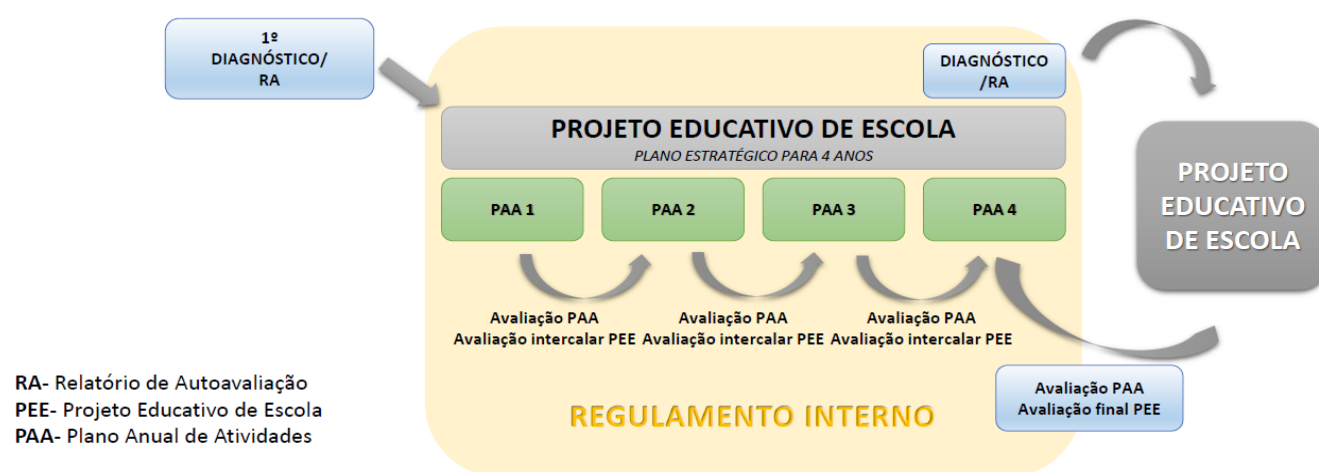 1º
DIAGNÓSTICO/
RA
DIAGNÓSTICO
/RA
PROJETO EDUCATIVO DE ESCOLA
PLANO ESTRATÉGICO PARA 4 ANOS
PAA 1
PAA 2
PAA 3
PAA 4
PROJETO
EDUCATIVO
DE ESCOLA
Avaliação PAA
Avaliação intercalar PEE
Avaliação PAA
Avaliação intercalar PEE
Avaliação PAA
Avaliação intercalar PEE
Avaliação PAA
Avaliação final PEE
REGULAMENTO INTERNO
RA- Relatório de Autoavaliação
PEE- Projeto Educativo de Escola
PAA- Plano Anual de Atividades